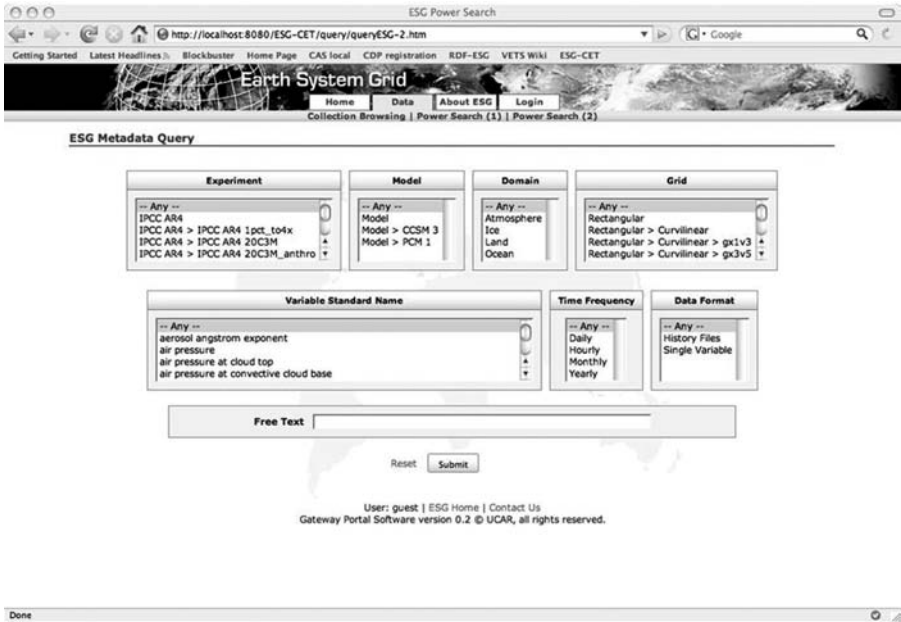 ESG Power Search
http://localhost:8080/ESG-CET/query/queryESG-2.htm
G Google
Getting Started Latest Headlines Blockbuster Home Page CAS local CDP registration RDF-ESG VETS Wiki ESG-CET
Earth System Grid
Home Data About ESG Login
Collection Browsing | Power Search (1) | Power Search (2)
ESG Metadata Query
Experiment
-- Any --
IPCC AR4
IPCC AR4 > IPCC AR4 1pct_to4x
IPCC AR4 > IPCC AR4 20C3M
IPCC AR4 > IPCC AR4 20C3M_anthro
Model
-- Any --
Model
Model > CCSM 3
Model > PCM 1
Domain
-- Any --
Atmosphere
Ice
Land
Ocean
Grid
-- Any --
Rectangular
Rectangular > Curvilinear
Rectangular > Curvilinear > gx1v3
Rectangular > Curvilinear > gx3v5
Variable Standard Name
-- Any --
aerosol angstrom exponent
air pressure
air pressure at cloud top
air pressure at convective cloud base
Time Frequency
-- Any --
Daily
Hourly
Monthly
Yearly
Data Format
-- Any --
History Files
Single Variable
Free Text
Reset Submit
User: guest | ESG Home | Contact Us
Gateway Portal Software version 0.2 © UCAR, all rights reserved.
Done